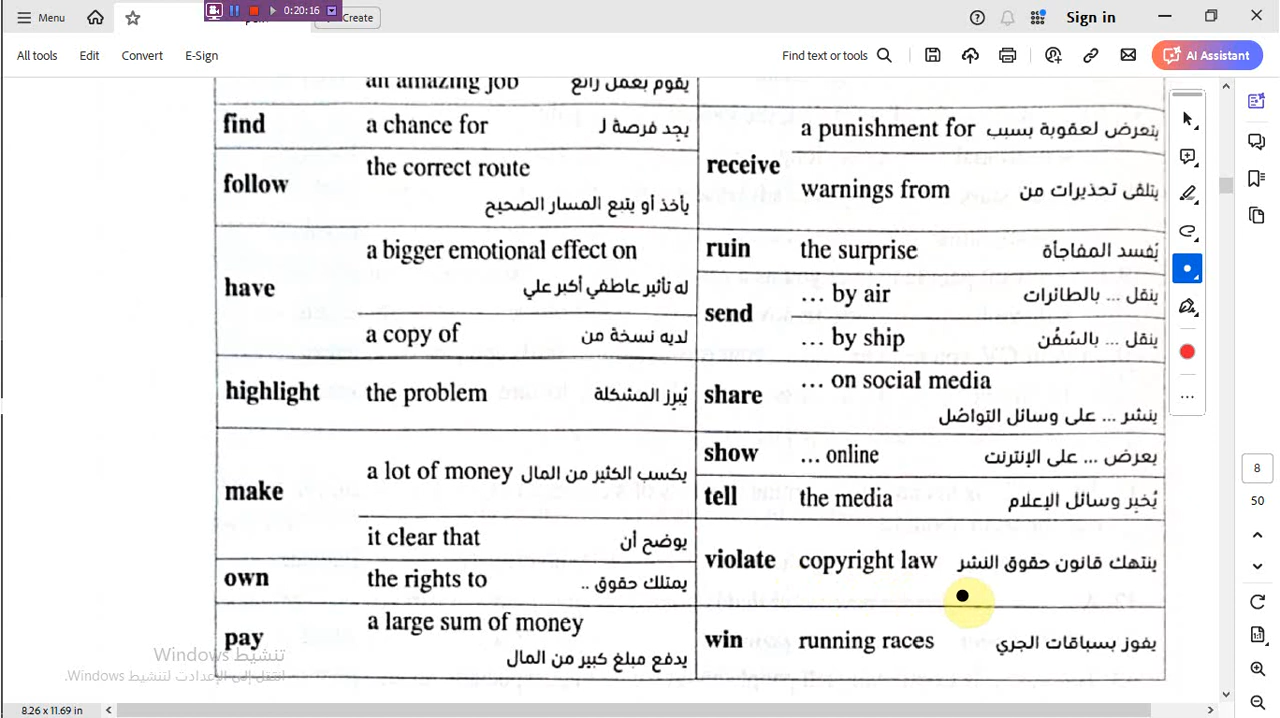 Menu
0:20:16
Create
Sign in
All tools Edit Convert E-Sign
Find text or tools
AI Assistant
an amazing job يقوم بعمل رائع
find a chance for يجد فرصة لـ
follow the correct route
يأخذ أو يتبع المسار الصحيح
have a bigger emotional effect on
له تأثير عاطفي أكبر علي
a copy of لديه نسخة من
highlight the problem يُبرِز المشكلة
make a lot of money يكسب الكثير من المال
it clear that يوضح أن
own the rights to يمتلك حقوق ..
pay a large sum of money
يدفع مبلغ كبير من المال
receive a punishment for يتعرض لعقوبة بسبب
warnings from يتلقى تحذيرات من
ruin the surprise يُفسد المفاجأة
send ... by air ينقل ... بالطائرات
... by ship ينقل ... بالسُفُن
share ... on social media
ينشر ... على وسائل التواصُل
show ... online يعرض ... على الإنترنت
tell the media يُخبِر وسائل الإعلام
violate copyright law ينتهك قانون حقوق النشر
win running races يفوز بسباقات الجري
تنشيط Windows
انتقل إلى الإعدادت لتنشيط Windows.
8
50
8.26 x 11.69 in